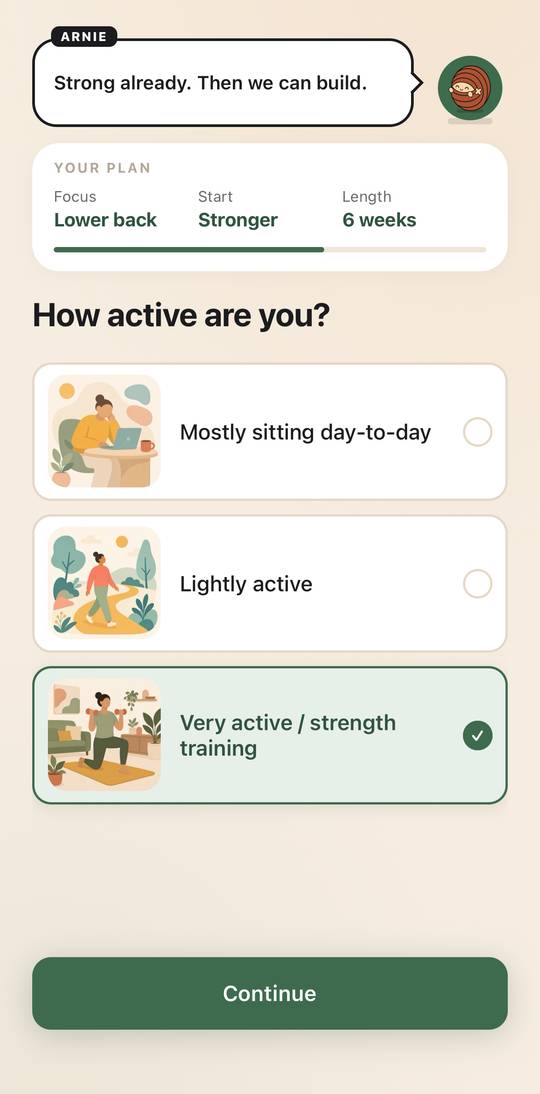 ARNIE
Strong already. Then we can build.
YOUR PLAN
Focus Start Length
Lower back Stronger 6 weeks
How active are you?
Mostly sitting day-to-day
Lightly active
Very active / strength
training
Continue